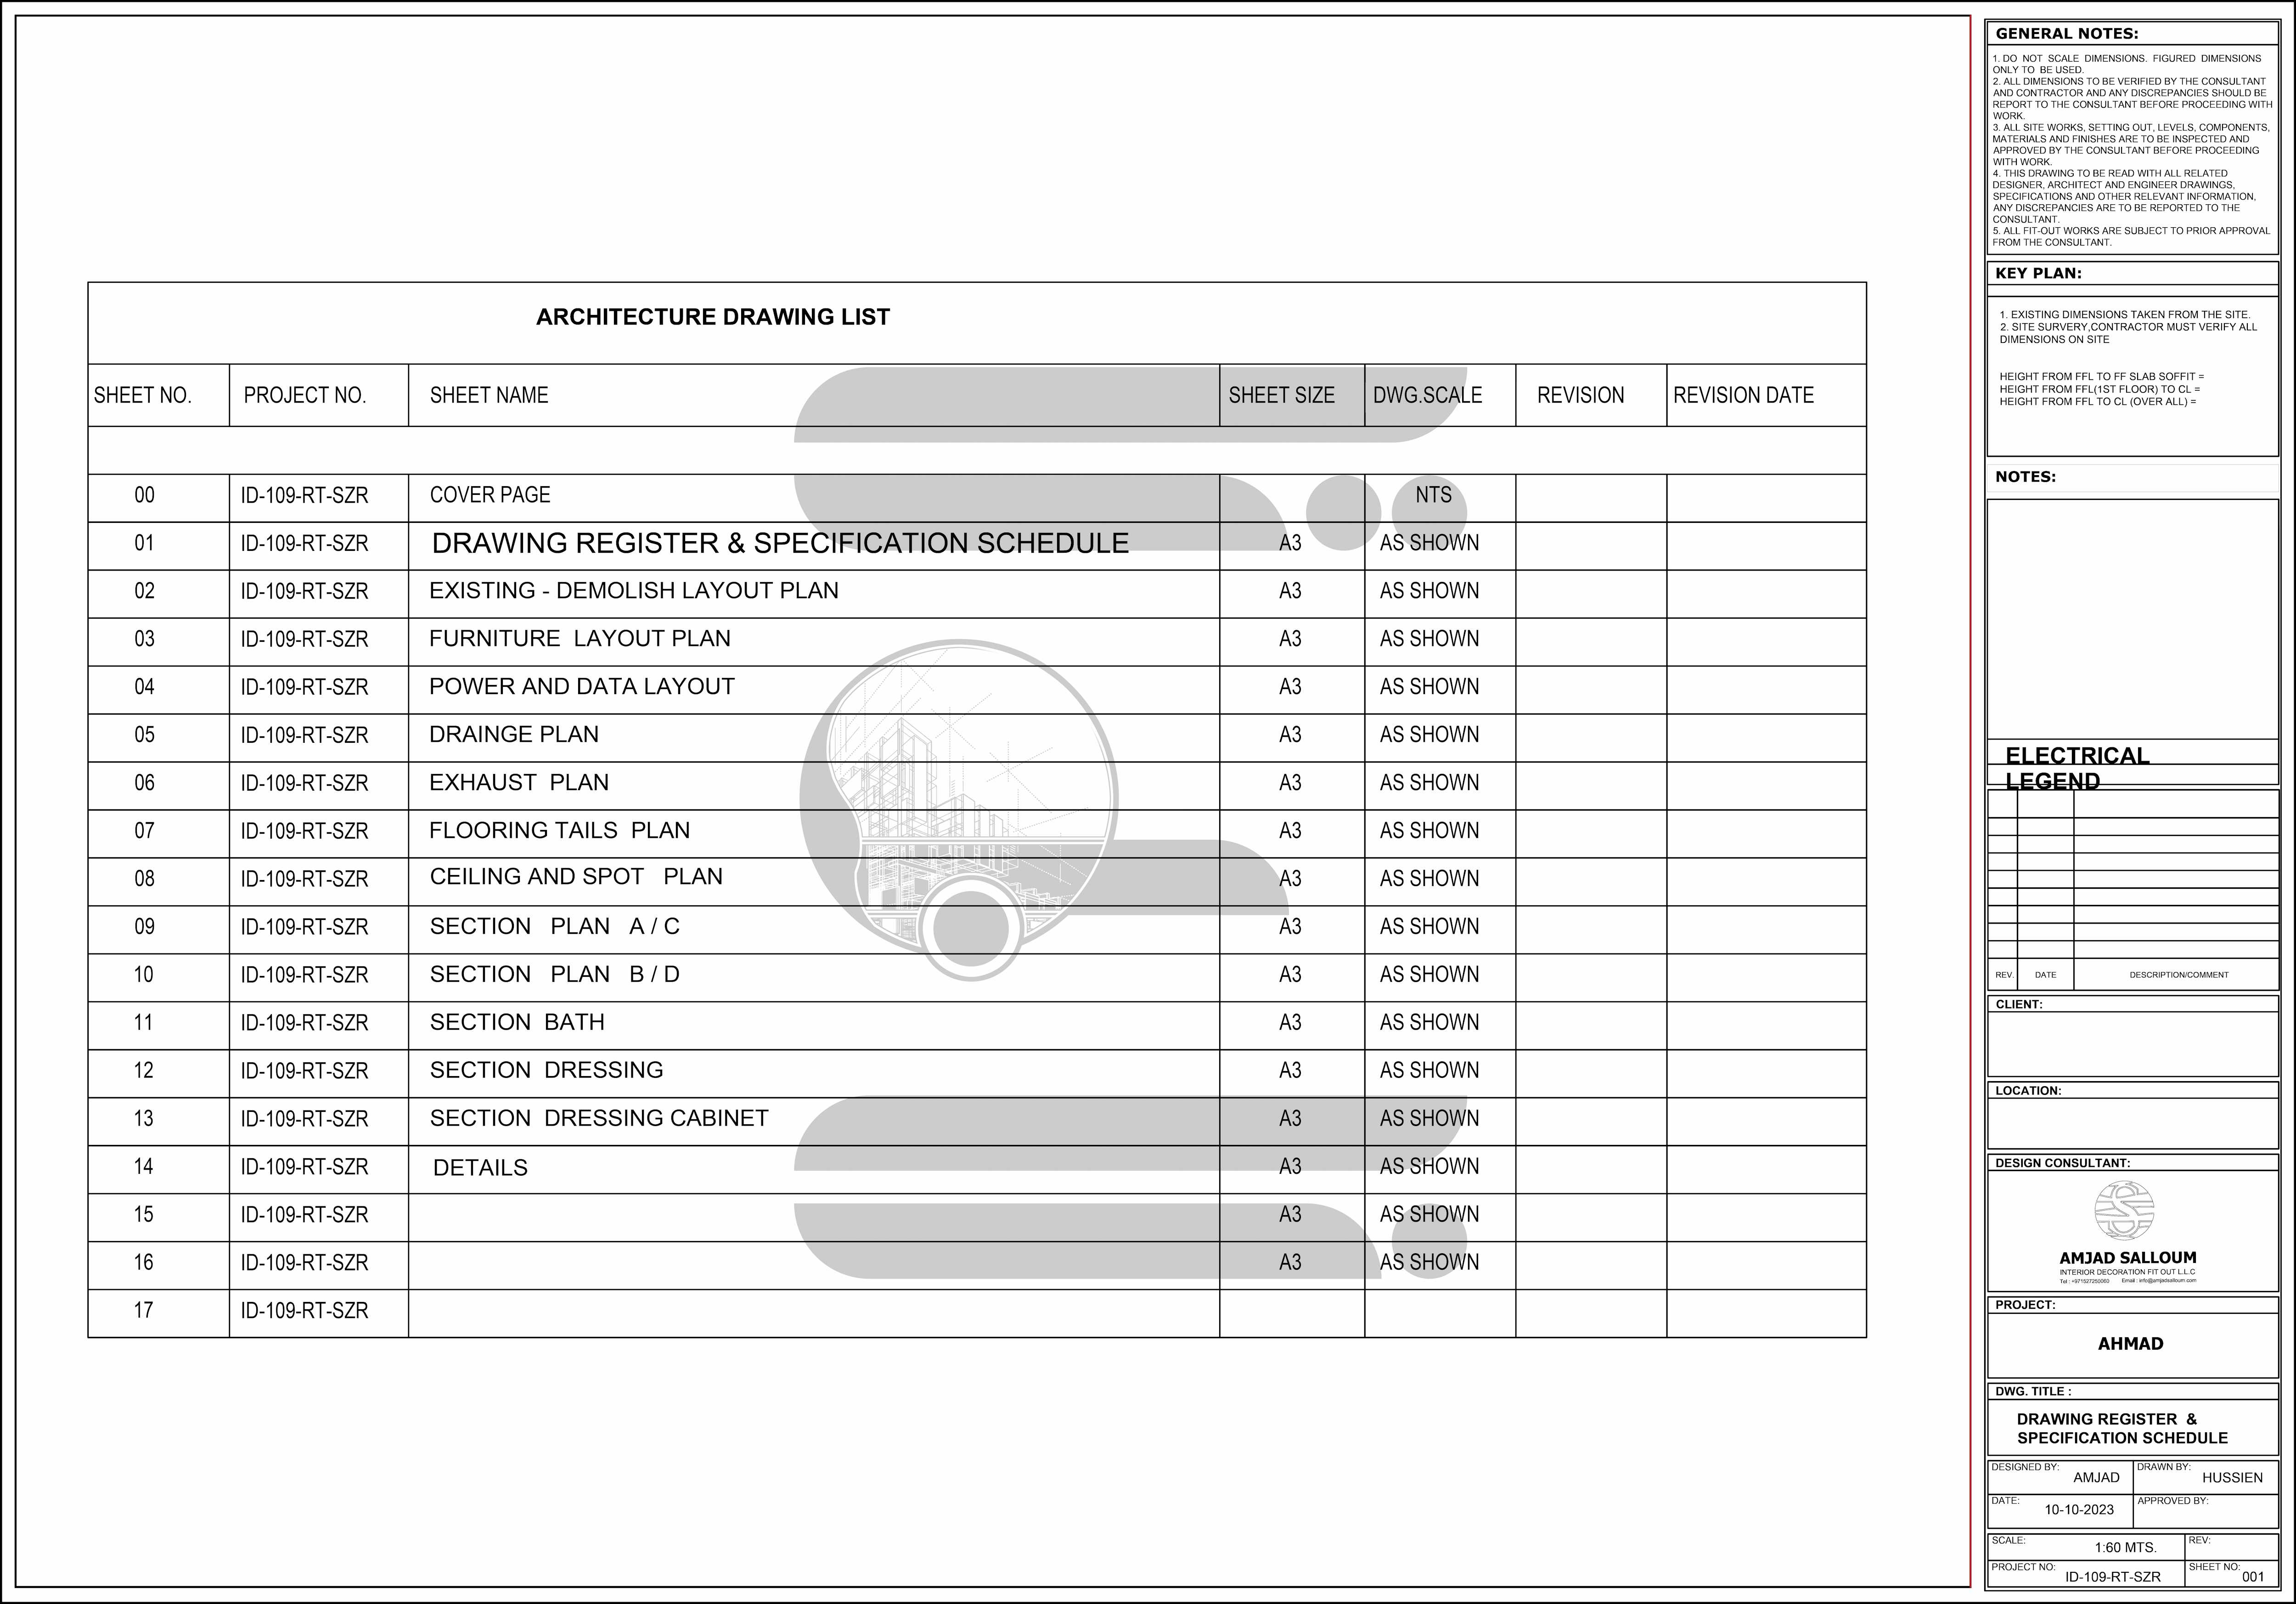 ARCHITECTURE DRAWING LIST
SHEET NO. PROJECT NO. SHEET NAME SHEET SIZE DWG.SCALE REVISION REVISION DATE
00 ID-109-RT-SZR COVER PAGE NTS
01 ID-109-RT-SZR DRAWING REGISTER & SPECIFICATION SCHEDULE A3 AS SHOWN
02 ID-109-RT-SZR EXISTING - DEMOLISH LAYOUT PLAN A3 AS SHOWN
03 ID-109-RT-SZR FURNITURE LAYOUT PLAN A3 AS SHOWN
04 ID-109-RT-SZR POWER AND DATA LAYOUT A3 AS SHOWN
05 ID-109-RT-SZR DRAINGE PLAN A3 AS SHOWN
06 ID-109-RT-SZR EXHAUST PLAN A3 AS SHOWN
07 ID-109-RT-SZR FLOORING TAILS PLAN A3 AS SHOWN
08 ID-109-RT-SZR CEILING AND SPOT PLAN A3 AS SHOWN
09 ID-109-RT-SZR SECTION PLAN A / C A3 AS SHOWN
10 ID-109-RT-SZR SECTION PLAN B / D A3 AS SHOWN
11 ID-109-RT-SZR SECTION BATH A3 AS SHOWN
12 ID-109-RT-SZR SECTION DRESSING A3 AS SHOWN
13 ID-109-RT-SZR SECTION DRESSING CABINET A3 AS SHOWN
14 ID-109-RT-SZR DETAILS A3 AS SHOWN
15 ID-109-RT-SZR A3 AS SHOWN
16 ID-109-RT-SZR A3 AS SHOWN
17 ID-109-RT-SZR
GENERAL NOTES:
1. DO NOT SCALE DIMENSIONS. FIGURED DIMENSIONS
ONLY TO BE USED.
2. ALL DIMENSIONS TO BE VERIFIED BY THE CONSULTANT
AND CONTRACTOR AND ANY DISCREPANCIES SHOULD BE
REPORT TO THE CONSULTANT BEFORE PROCEEDING WITH
WORK.
3. ALL SITE WORKS, SETTING OUT, LEVELS, COMPONENTS,
MATERIALS AND FINISHES ARE TO BE INSPECTED AND
APPROVED BY THE CONSULTANT BEFORE PROCEEDING
WITH WORK.
4. THIS DRAWING TO BE READ WITH ALL RELATED
DESIGNER, ARCHITECT AND ENGINEER DRAWINGS,
SPECIFICATIONS AND OTHER RELEVANT INFORMATION,
ANY DISCREPANCIES ARE TO BE REPORTED TO THE
CONSULTANT.
5. ALL FIT-OUT WORKS ARE SUBJECT TO PRIOR APPROVAL
FROM THE CONSULTANT.
KEY PLAN:
1. EXISTING DIMENSIONS TAKEN FROM THE SITE.
2. SITE SURVERY,CONTRACTOR MUST VERIFY ALL
DIMENSIONS ON SITE
HEIGHT FROM FFL TO FF SLAB SOFFIT =
HEIGHT FROM FFL(1ST FLOOR) TO CL =
HEIGHT FROM FFL TO CL (OVER ALL) =
NOTES:
ELECTRICAL
LEGEND
REV. DATE DESCRIPTION/COMMENT
CLIENT:
LOCATION:
DESIGN CONSULTANT:
AMJAD SALLOUM
INTERIOR DECORATION FIT OUT L.L.C
Tel : +971527250063 Email : info@amjadsalloum.com
PROJECT:
AHMAD
DWG. TITLE :
DRAWING REGISTER &
SPECIFICATION SCHEDULE
DESIGNED BY: AMJAD DRAWN BY: HUSSIEN
DATE: 10-10-2023 APPROVED BY:
SCALE: 1:60 MTS. REV:
PROJECT NO: ID-109-RT-SZR SHEET NO: 001